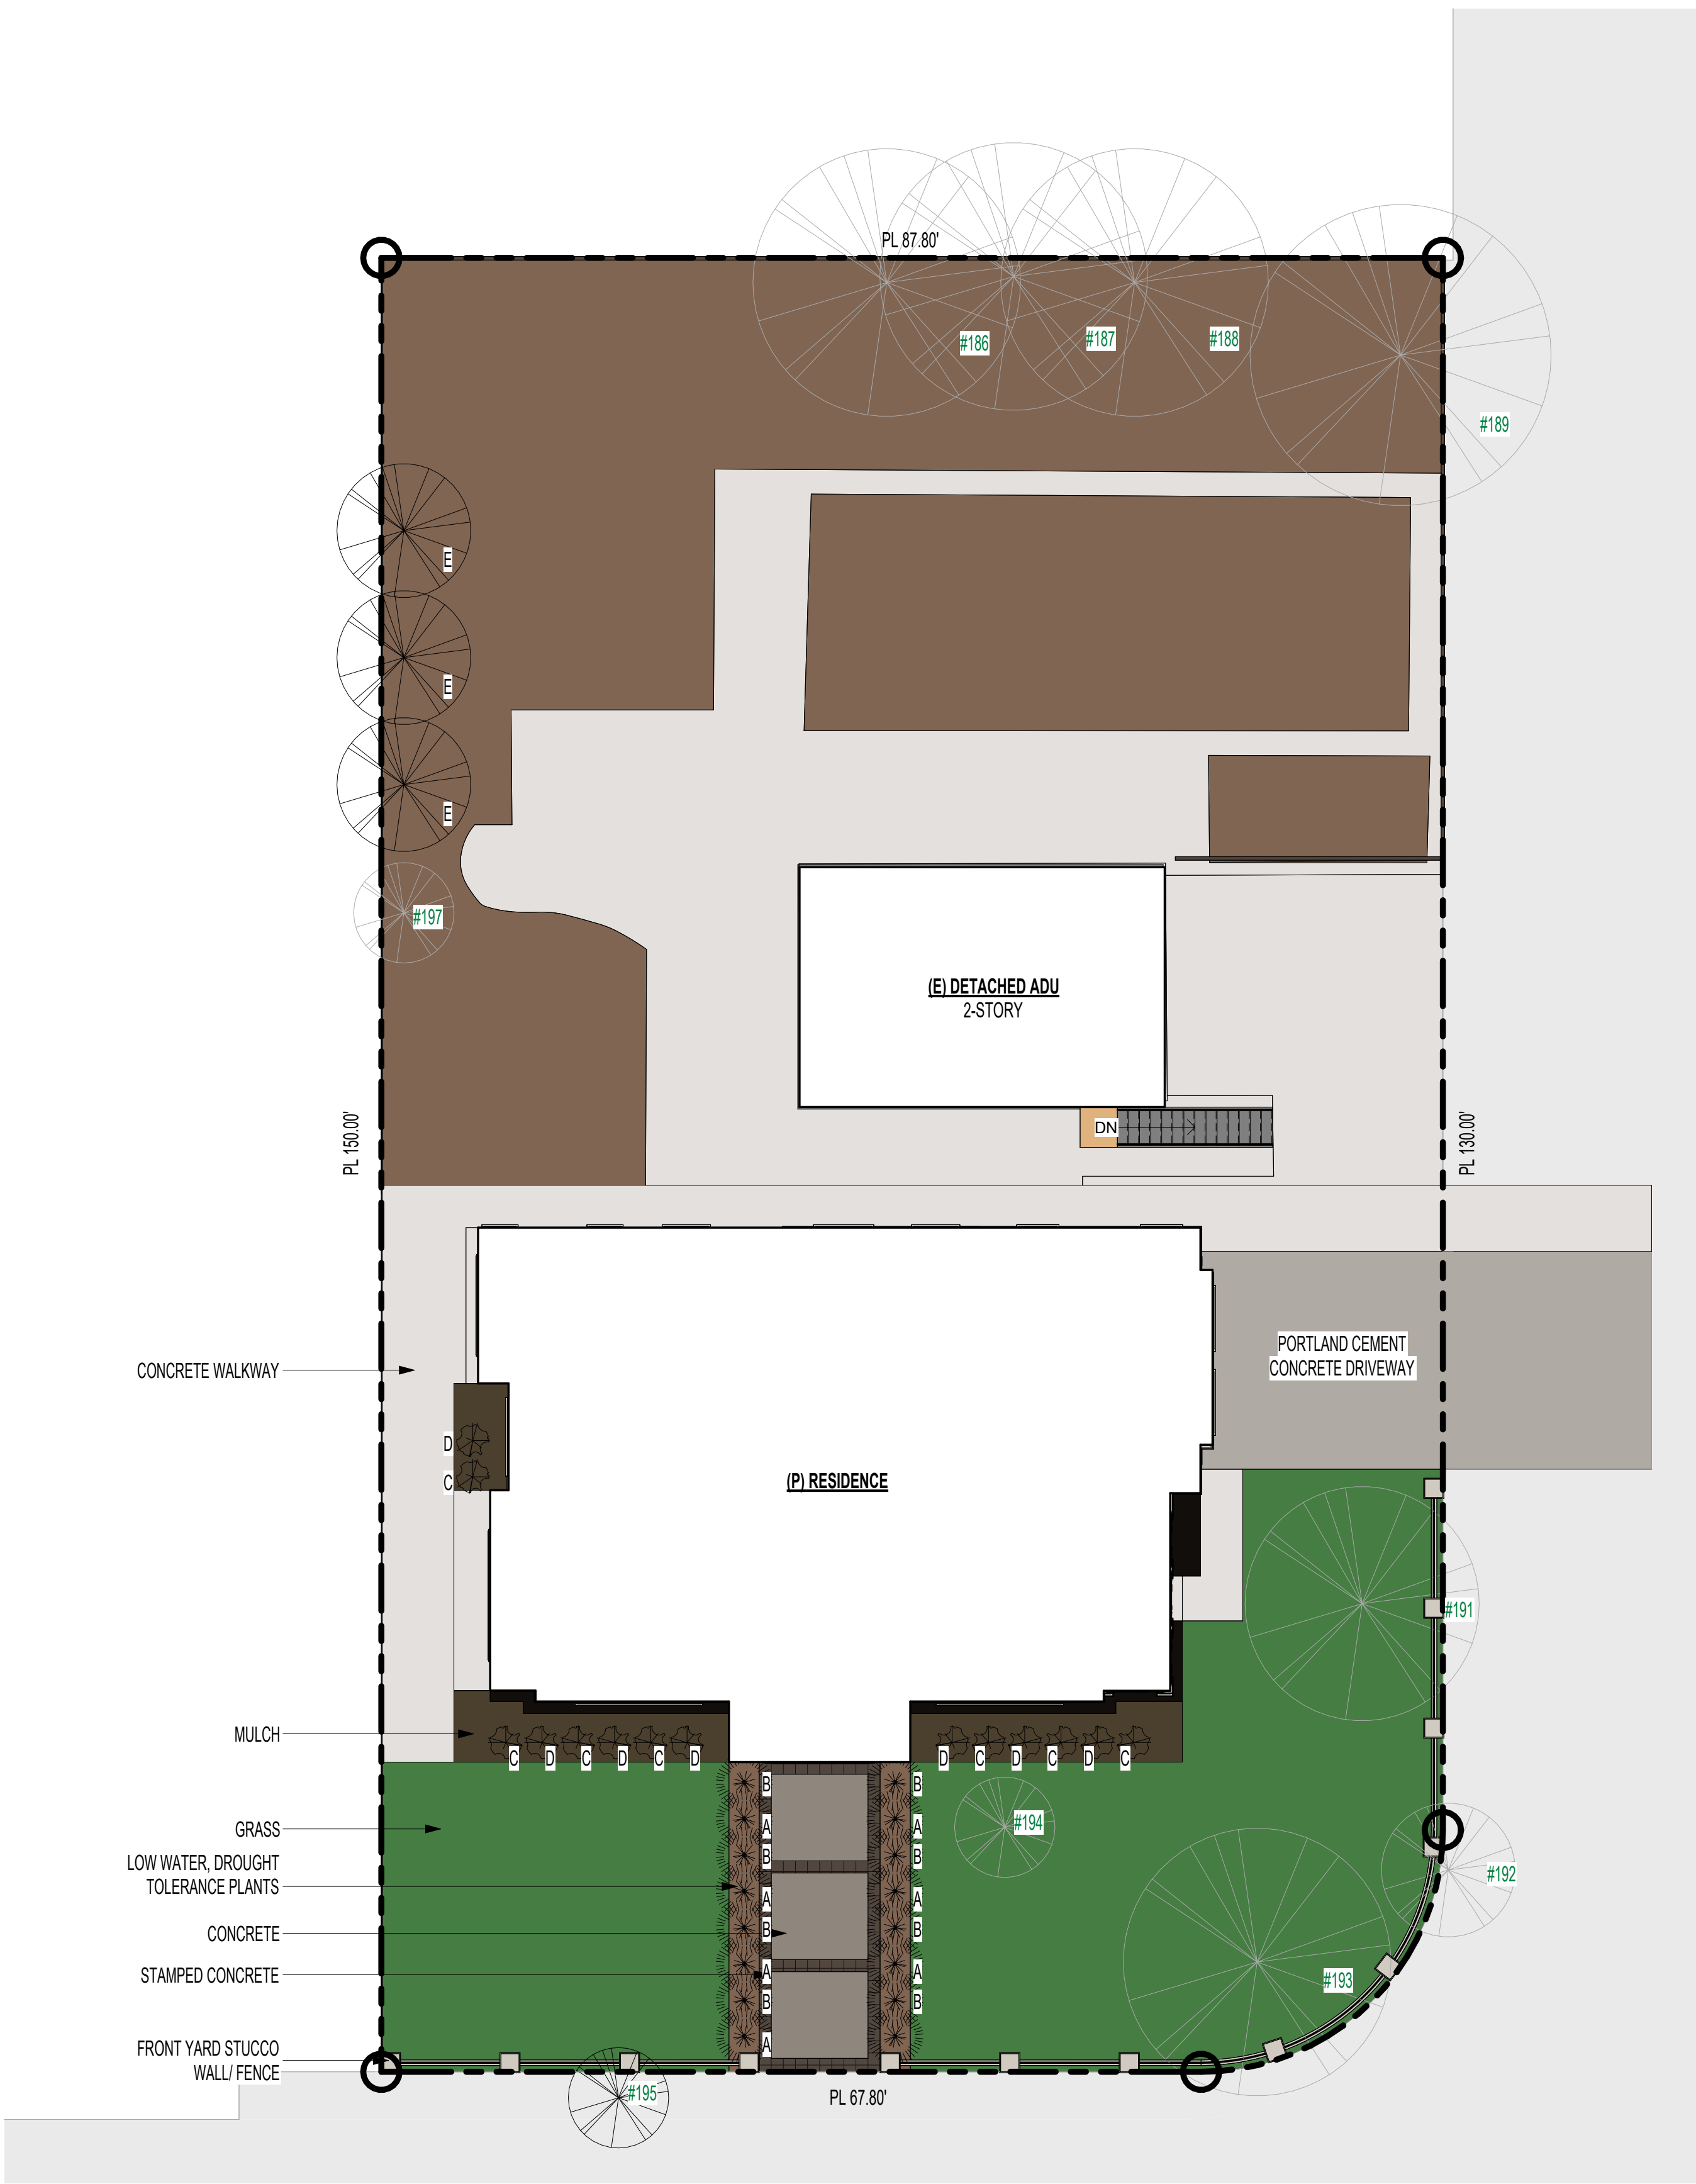 PL 87.80'
#186
#187
#188
#189
E
E
E
#197
(E) DETACHED ADU
2-STORY
DN
PL 150.00'
PL 130.00'
PORTLAND CEMENT
CONCRETE DRIVEWAY
CONCRETE WALKWAY
D
C
(P) RESIDENCE
#191
MULCH
C
D
C
D
C
D
D
C
D
C
D
C
B
B
#194
A
A
GRASS
B
B
LOW WATER, DROUGHT
TOLERANCE PLANTS
#192
A
A
CONCRETE
B
B
STAMPED CONCRETE
A
A
#193
B
B
A
FRONT YARD STUCCO
WALL/ FENCE
#195
PL 67.80'